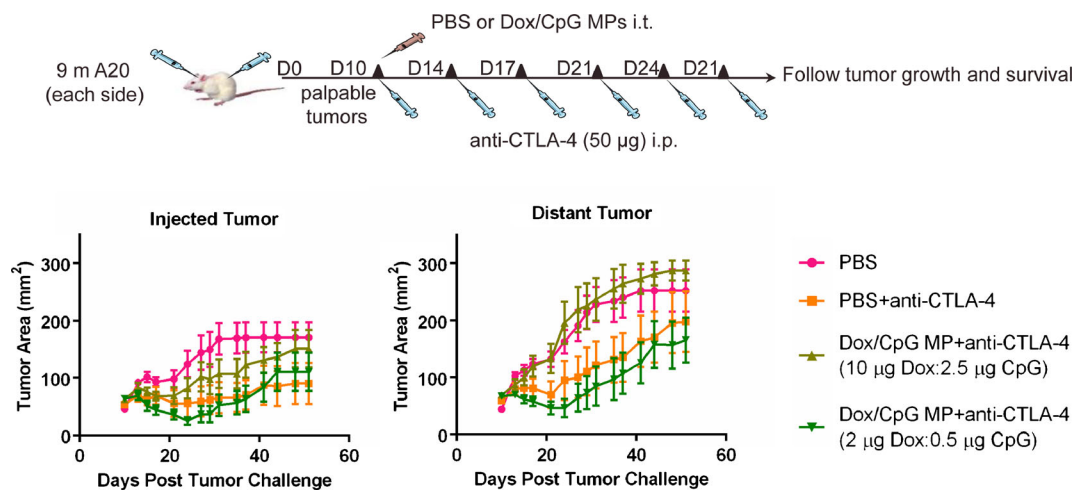 PBS or Dox/CpG MPs i.t.
9 m A20
(each side)
D0 D10 D14 D17 D21 D24 D21
Follow tumor growth and survival
palpable
tumors
anti-CTLA-4 (50 µg) i.p.
Injected Tumor
Tumor Area (mm²)
300
200
100
0
0 20 40 60
Days Post Tumor Challenge
Distant Tumor
Tumor Area (mm²)
300
200
100
0
0 20 40 60
Days Post Tumor Challenge
PBS
PBS+anti-CTLA-4
Dox/CpG MP+anti-CTLA-4
(10 µg Dox:2.5 µg CpG)
Dox/CpG MP+anti-CTLA-4
(2 µg Dox:0.5 µg CpG)